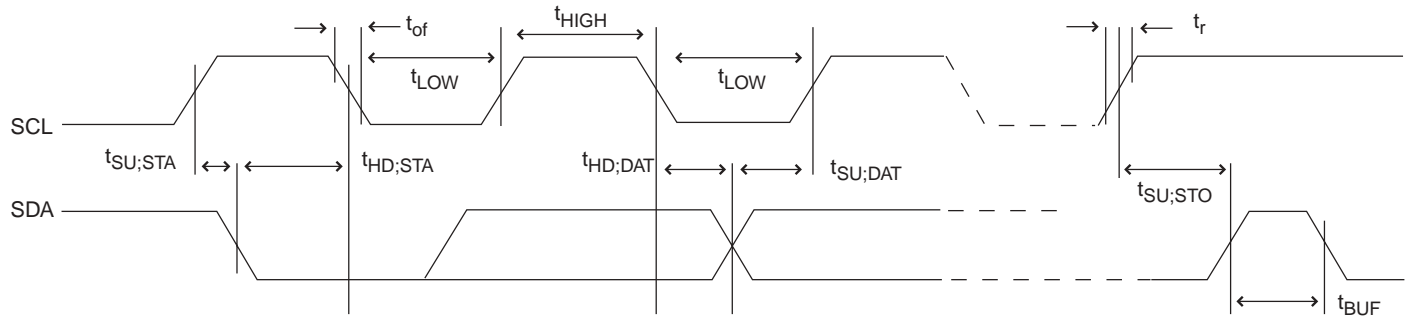 tof
tHIGH
tr
tLOW
tLOW
SCL
tSU;STA
tHD;STA
tHD;DAT
tSU;DAT
tSU;STO
SDA
tBUF